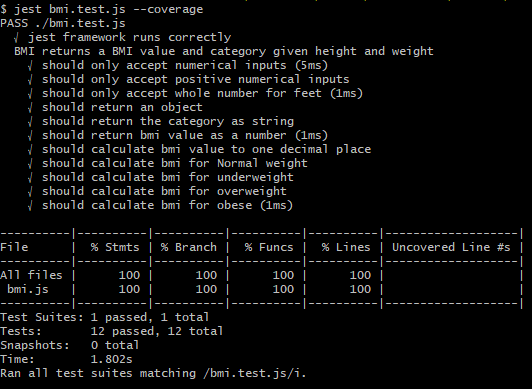 $ jest bmi.test.js --coverage
PASS ./bmi.test.js
√ jest framework runs correctly
BMI returns a BMI value and category given height and weight
√ should only accept numerical inputs (5ms)
√ should only accept positive numerical inputs
√ should only accept whole number for feet (1ms)
√ should return an object
√ should return the category as string
√ should return bmi value as a number (1ms)
√ should calculate bmi value to one decimal place
√ should calculate bmi for Normal weight
√ should calculate bmi for underweight
√ should calculate bmi for overweight
√ should calculate bmi for obese (1ms)
----------|----------|----------|----------|----------|-------------------|
File      |  % Stmts | % Branch |  % Funcs |  % Lines | Uncovered Line #s |
----------|----------|----------|----------|----------|-------------------|
All files |      100 |      100 |      100 |      100 |                   |
 bmi.js   |      100 |      100 |      100 |      100 |                   |
----------|----------|----------|----------|----------|-------------------|
Test Suites: 1 passed, 1 total
Tests:       12 passed, 12 total
Snapshots:   0 total
Time:        1.802s
Ran all test suites matching /bmi.test.js/i.